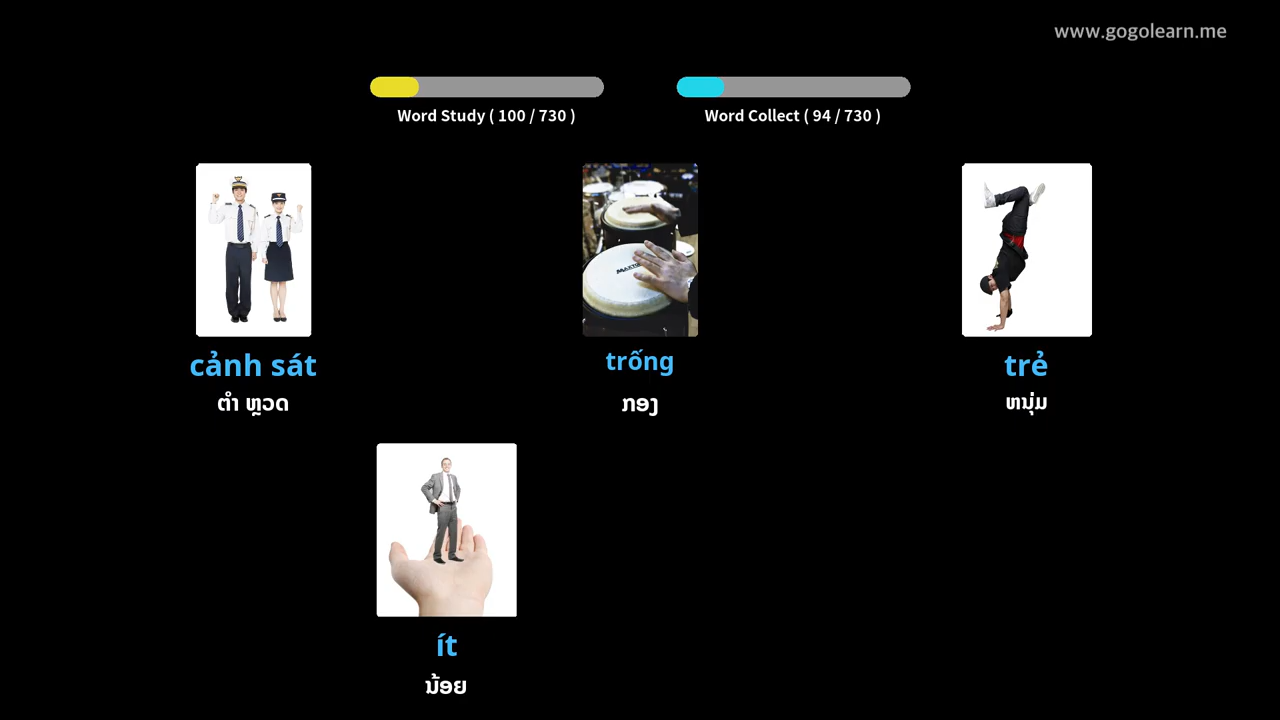 www.gogolearn.me
Word Study ( 100 / 730 )
Word Collect ( 94 / 730 )
cảnh sát
ຕຳ ຫຼວດ
trống
ກອງ
trẻ
ຫນຸ່ມ
ít
ນ້ອຍ